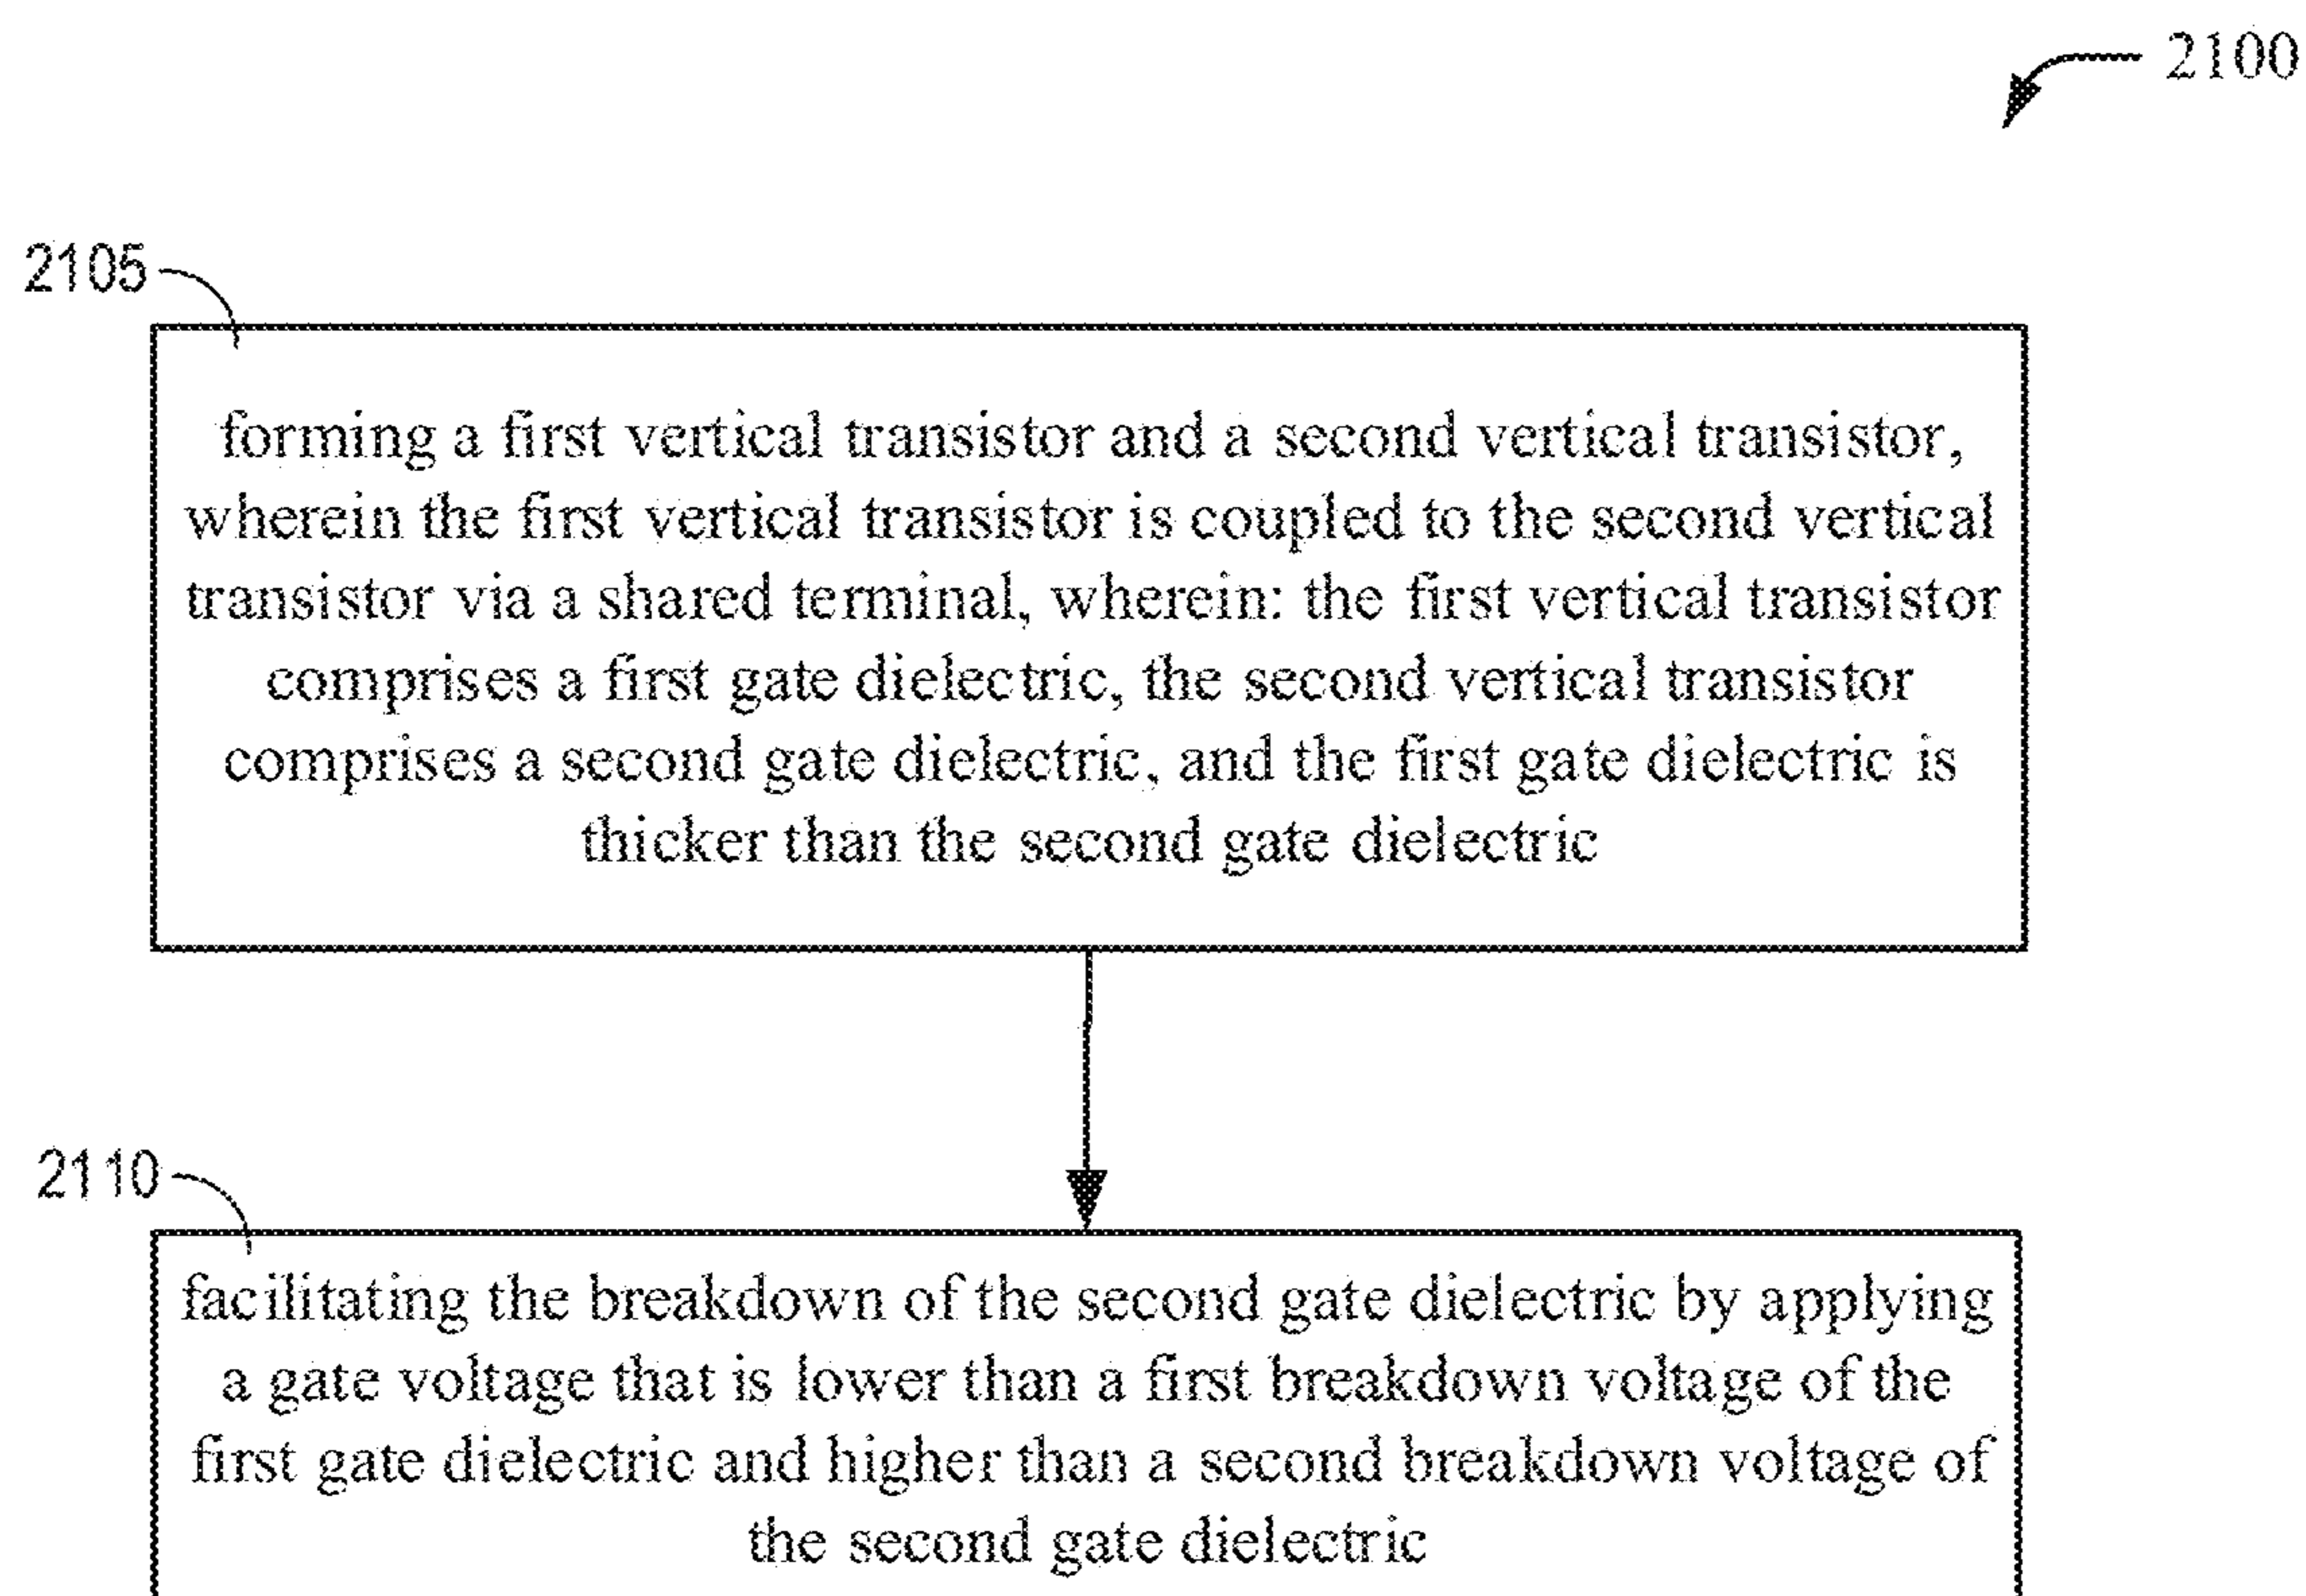 2100
2105
forming a first vertical transistor and a second vertical transistor,
wherein the first vertical transistor is coupled to the second vertical
transistor via a shared terminal, wherein: the first vertical transistor
comprises a first gate dielectric, the second vertical transistor
comprises a second gate dielectric, and the first gate dielectric is
thicker than the second gate dielectric
2110
facilitating the breakdown of the second gate dielectric by applying
a gate voltage that is lower than a first breakdown voltage of the
first gate dielectric and higher than a second breakdown voltage of
the second gate dielectric